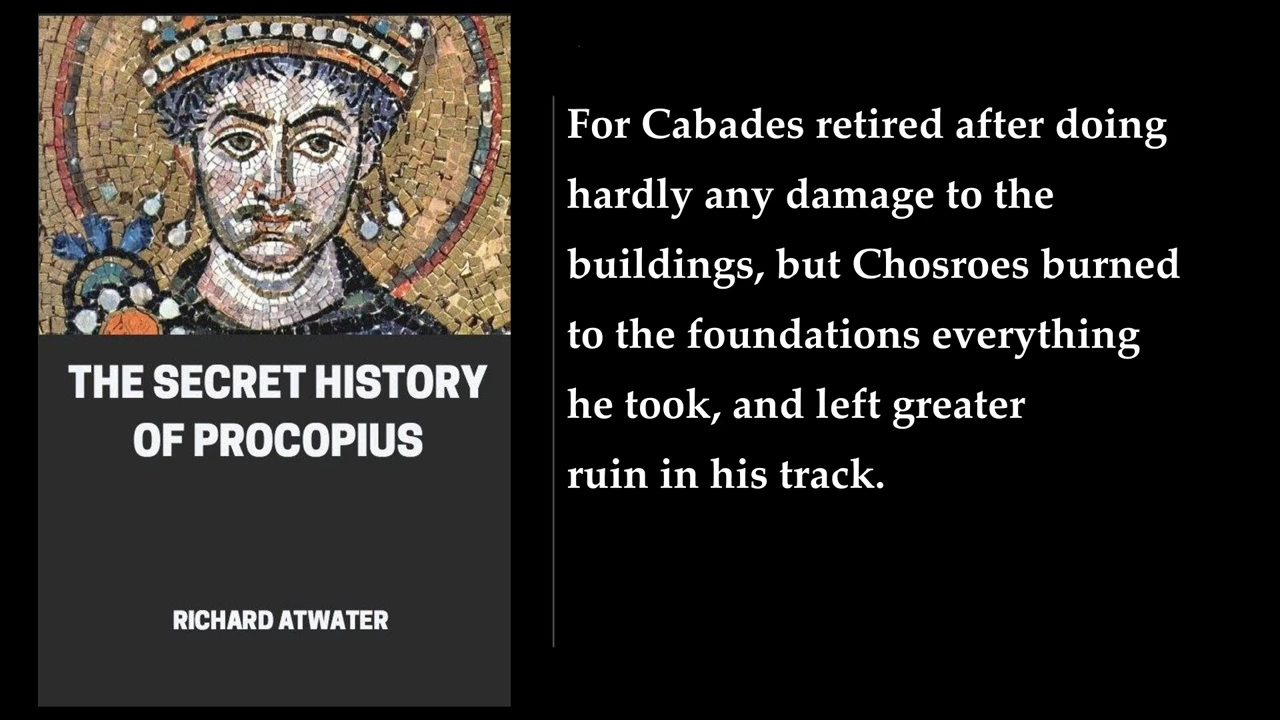 THE SECRET HISTORY
OF PROCOPIUS
RICHARD ATWATER
For Cabades retired after doing
hardly any damage to the
buildings, but Chosroes burned
to the foundations everything
he took, and left greater
ruin in his track.